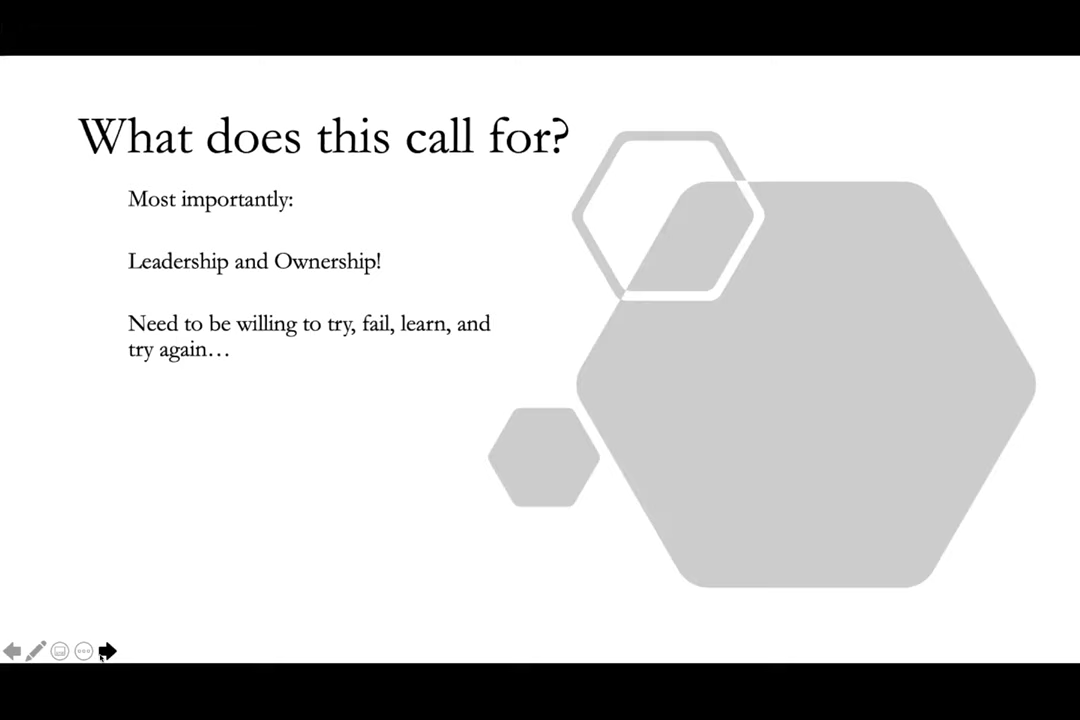 What does this call for?
Most importantly:
Leadership and Ownership!
Need to be willing to try, fail, learn, and
try again…